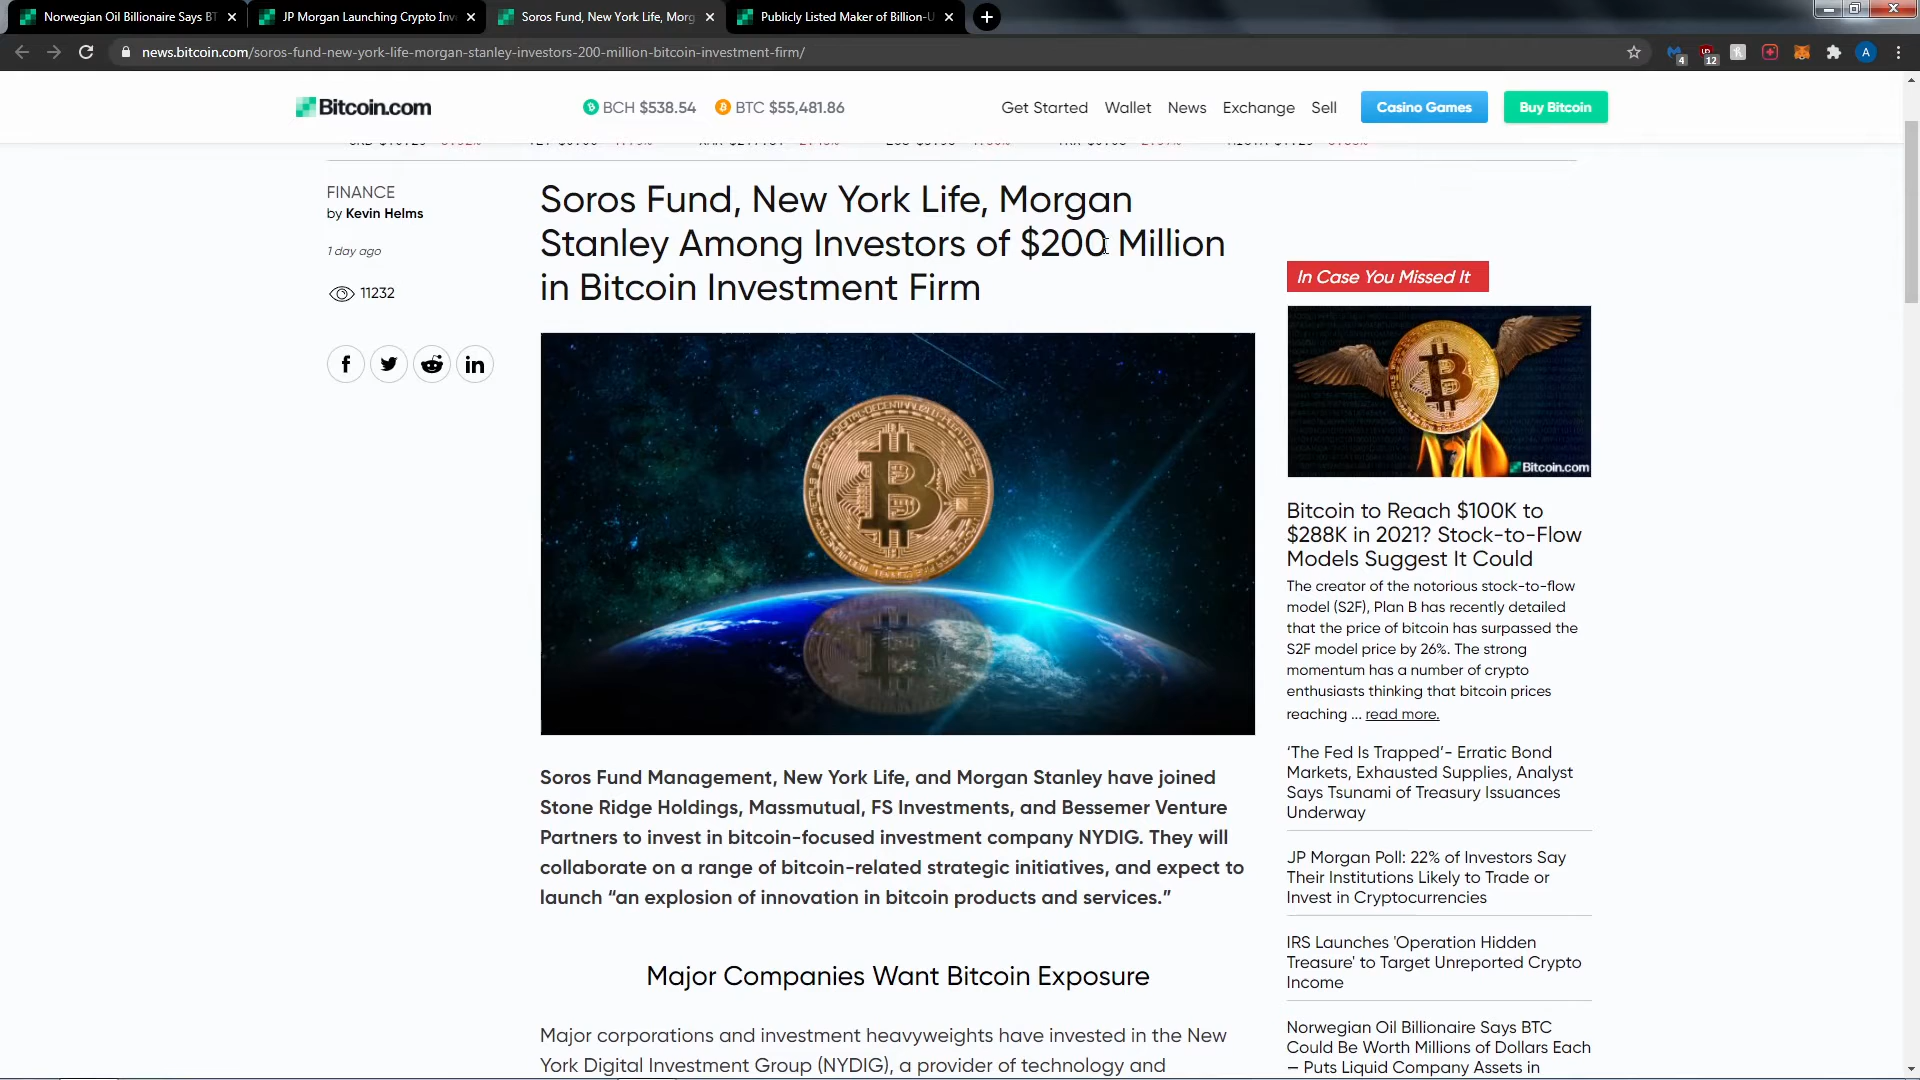 Norwegian Oil Billionaire Says BT
JP Morgan Launching Crypto Inv
Soros Fund, New York Life, Morg
Publicly Listed Maker of Billion-U
news.bitcoin.com/soros-fund-new-york-life-morgan-stanley-investors-200-million-bitcoin-investment-firm/
4
12
A
Bitcoin.com
BCH $538.54
BTC $55,481.86
Get Started
Wallet
News
Exchange
Sell
Casino Games
Buy Bitcoin
FINANCE
by Kevin Helms
1 day ago
11232
Soros Fund, New York Life, Morgan
Stanley Among Investors of $200 Million
in Bitcoin Investment Firm
Soros Fund Management, New York Life, and Morgan Stanley have joined
Stone Ridge Holdings, Massmutual, FS Investments, and Bessemer Venture
Partners to invest in bitcoin-focused investment company NYDIG. They will
collaborate on a range of bitcoin-related strategic initiatives, and expect to
launch “an explosion of innovation in bitcoin products and services.”
Major Companies Want Bitcoin Exposure
Major corporations and investment heavyweights have invested in the New
York Digital Investment Group (NYDIG), a provider of technology and
In Case You Missed It
Bitcoin.com
Bitcoin to Reach $100K to
$288K in 2021? Stock-to-Flow
Models Suggest It Could
The creator of the notorious stock-to-flow
model (S2F), Plan B has recently detailed
that the price of bitcoin has surpassed the
S2F model price by 26%. The strong
momentum has a number of crypto
enthusiasts thinking that bitcoin prices
reaching ... read more.
‘The Fed Is Trapped’- Erratic Bond
Markets, Exhausted Supplies, Analyst
Says Tsunami of Treasury Issuances
Underway
JP Morgan Poll: 22% of Investors Say
Their Institutions Likely to Trade or
Invest in Cryptocurrencies
IRS Launches 'Operation Hidden
Treasure' to Target Unreported Crypto
Income
Norwegian Oil Billionaire Says BTC
Could Be Worth Millions of Dollars Each
— Puts Liquid Company Assets in